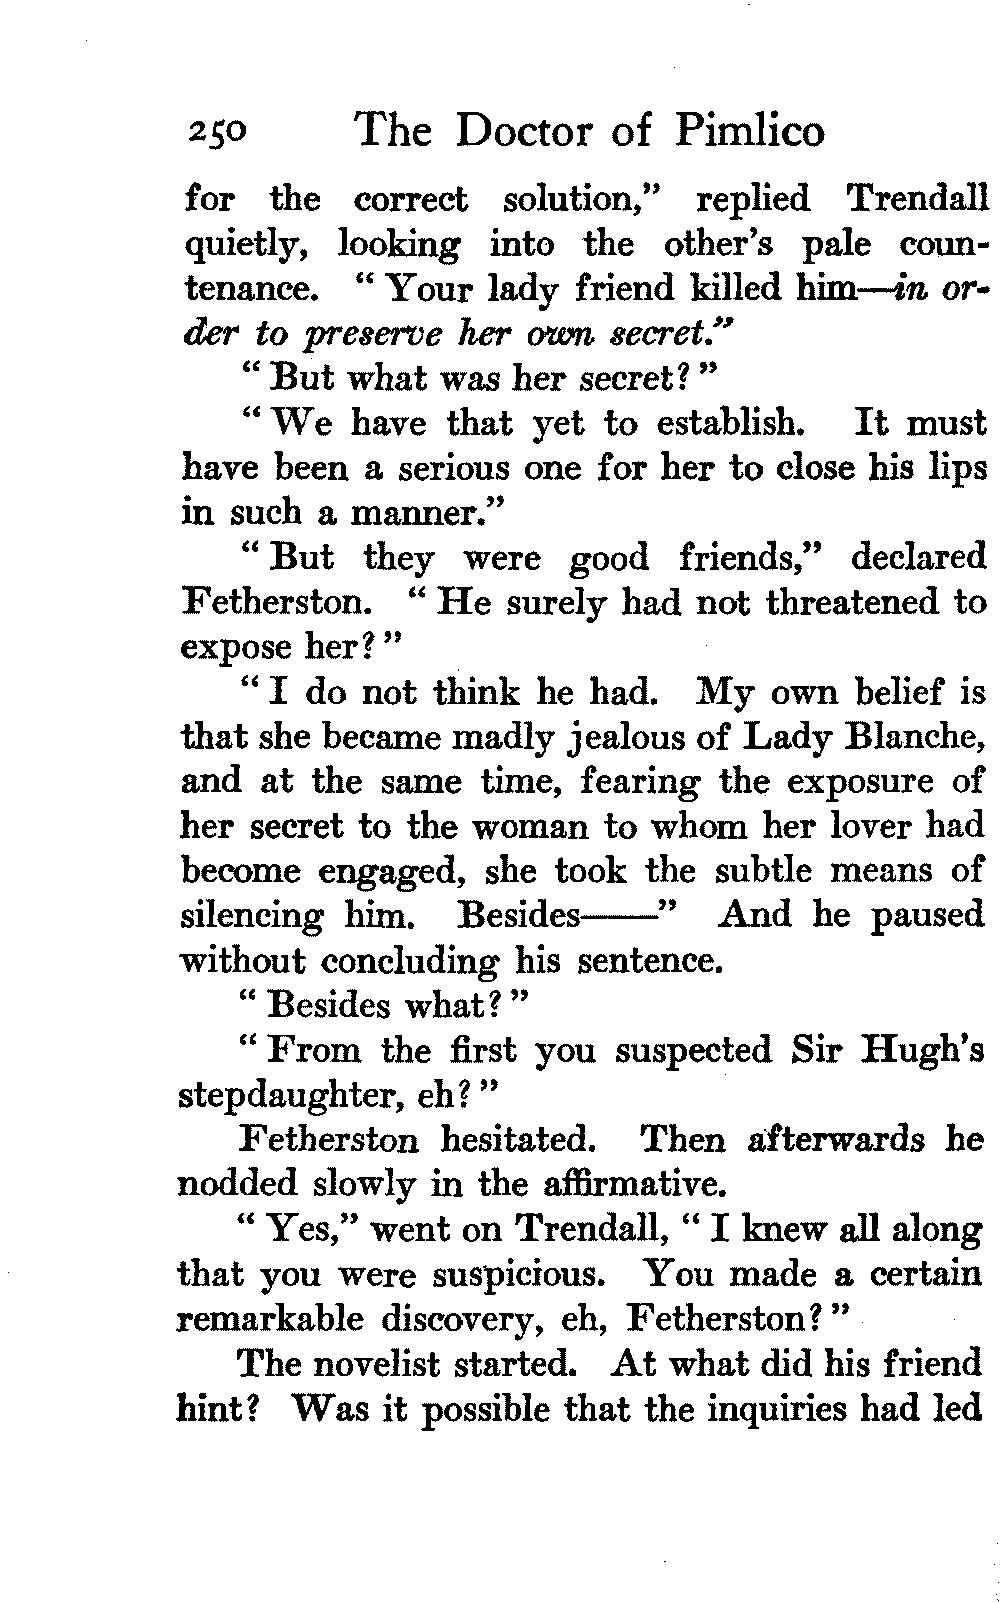 250 The Doctor of Pimlico
for the correct solution,” replied Trendall
quietly, looking into the other’s pale coun-
tenance. “ Your lady friend killed him—in or-
der to preserve her own secret.”
“ But what was her secret? ”
“ We have that yet to establish. It must
have been a serious one for her to close his lips
in such a manner.”
“ But they were good friends,” declared
Fetherston. “ He surely had not threatened to
expose her? ”
“ I do not think he had. My own belief is
that she became madly jealous of Lady Blanche,
and at the same time, fearing the exposure of
her secret to the woman to whom her lover had
become engaged, she took the subtle means of
silencing him. Besides——” And he paused
without concluding his sentence.
“ Besides what? ”
“ From the first you suspected Sir Hugh’s
stepdaughter, eh? ”
Fetherston hesitated. Then afterwards he
nodded slowly in the affirmative.
“ Yes,” went on Trendall, “ I knew all along
that you were suspicious. You made a certain
remarkable discovery, eh, Fetherston? ”
The novelist started. At what did his friend
hint? Was it possible that the inquiries had led